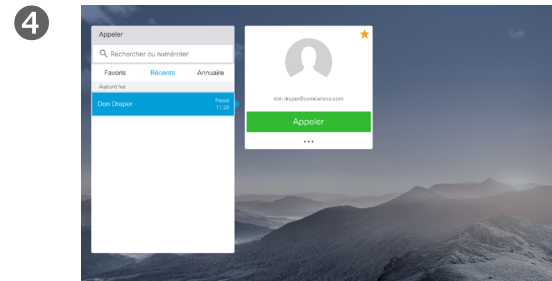 4
Appeler
Rechercher ou numéroter
Favoris Récents Annuaire
Aujourd'hui
Don Draper
Passé
11:28
don.draper@somewhere.com
Appeler
...